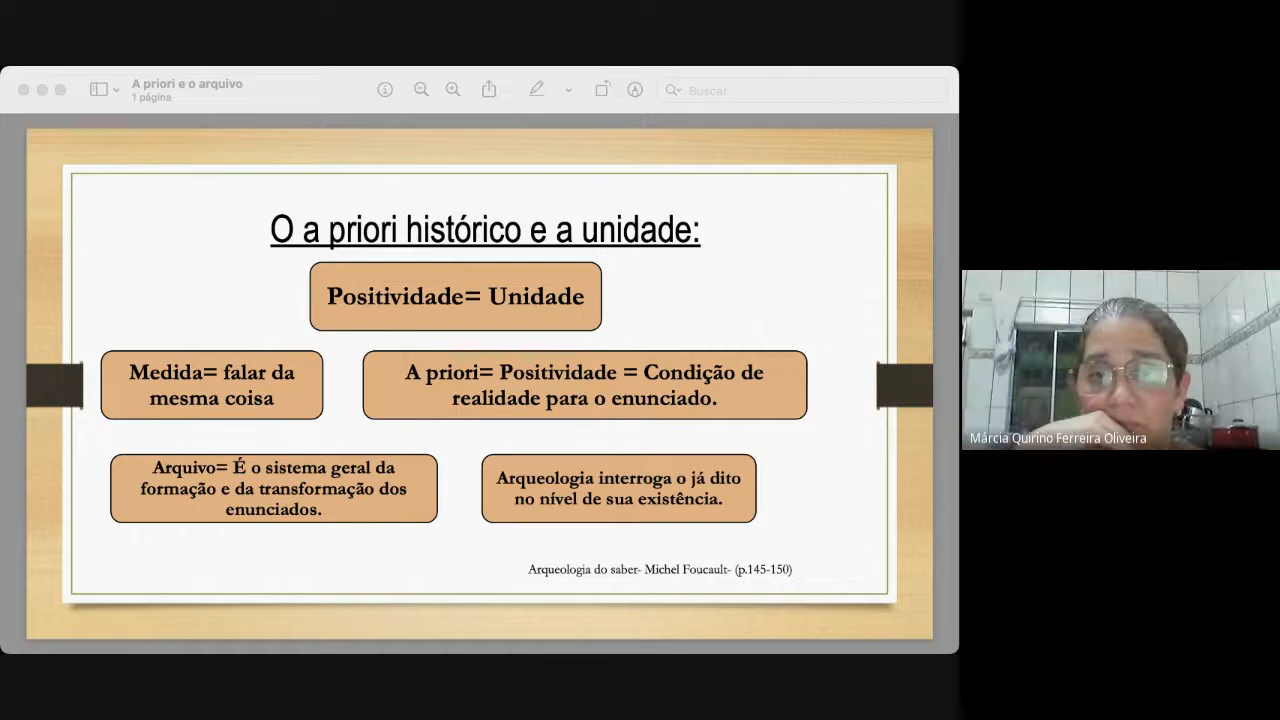 A priori e o arquivo
1 página
Buscar
O a priori histórico e a unidade:
Positividade= Unidade
Medida= falar da
mesma coisa
A priori= Positividade = Condição de
realidade para o enunciado.
Arquivo= É o sistema geral da
formação e da transformação dos
enunciados.
Arqueologia interroga o já dito
no nível de sua existência.
Arqueologia do saber- Michel Foucault- (p.145-150)
Márcia Quirino Ferreira Oliveira